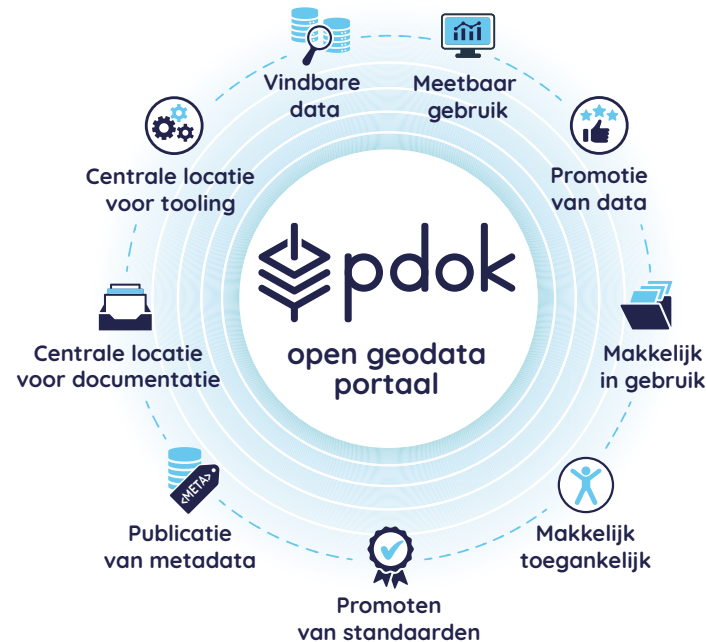 Vindbare
data
Meetbaar
gebruik
Promotie
van data
Centrale locatie
voor tooling
pdok
open geodata
portaal
Centrale locatie
voor documentatie
Makkelijk
in gebruik
<META>
Publicatie
van metadata
Makkelijk
toegankelijk
Promoten
van standaarden